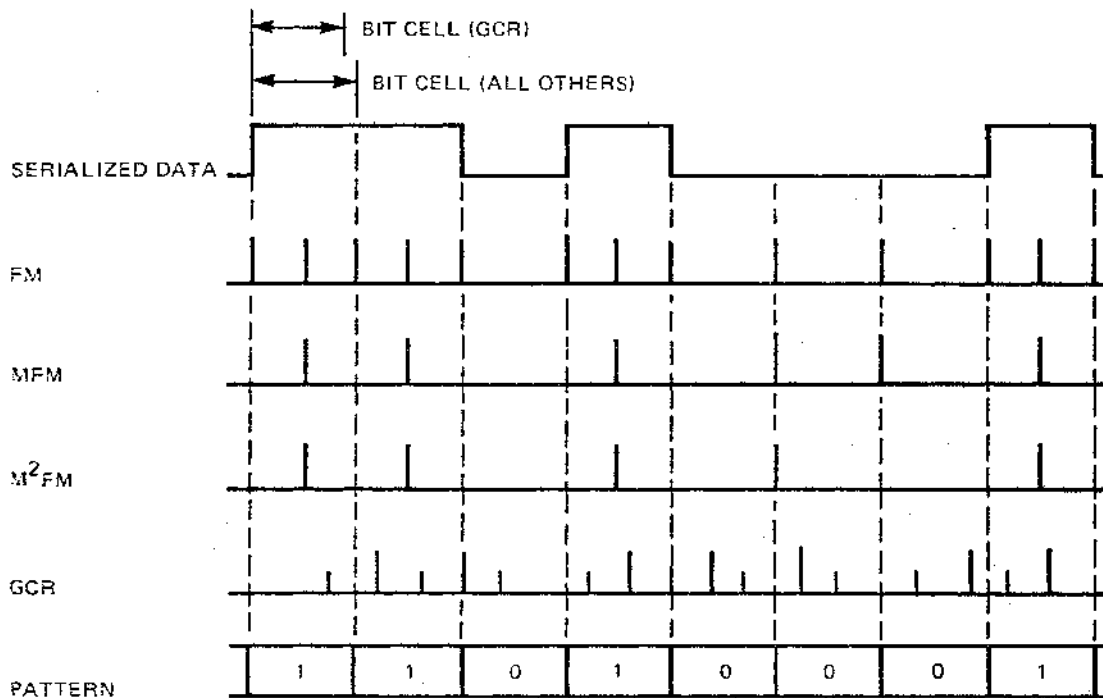 BIT CELL (GCR)
BIT CELL (ALL OTHERS)
SERIALIZED DATA
FM
MFM
M²FM
GCR
PATTERN 1 1 0 1 0 0 0 1